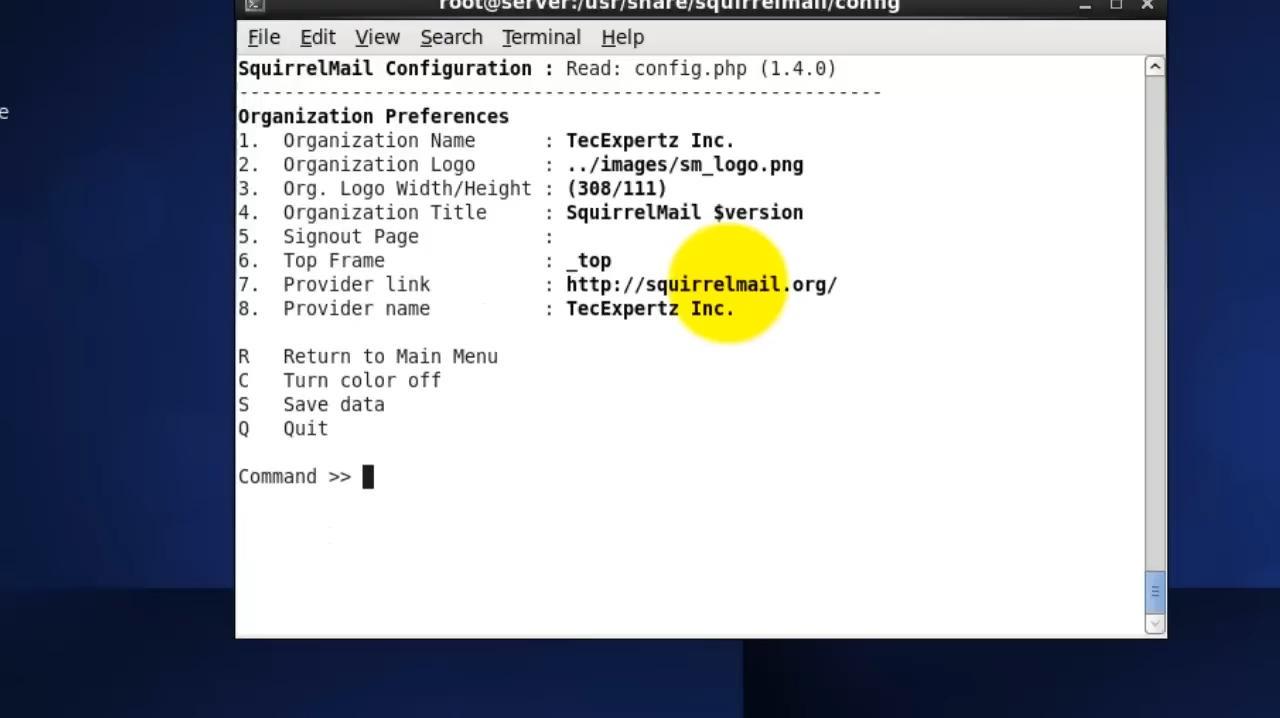 root@server:/usr/share/squirrelmail/config
File Edit View Search Terminal Help
SquirrelMail Configuration : Read: config.php (1.4.0)
---------------------------------------------------------
Organization Preferences
1. Organization Name : TecExpertz Inc.
2. Organization Logo : ../images/sm_logo.png
3. Org. Logo Width/Height : (308/111)
4. Organization Title : SquirrelMail $version
5. Signout Page :
6. Top Frame : _top
7. Provider link : http://squirrelmail.org/
8. Provider name : TecExpertz Inc.
R Return to Main Menu
C Turn color off
S Save data
Q Quit
Command >>
e